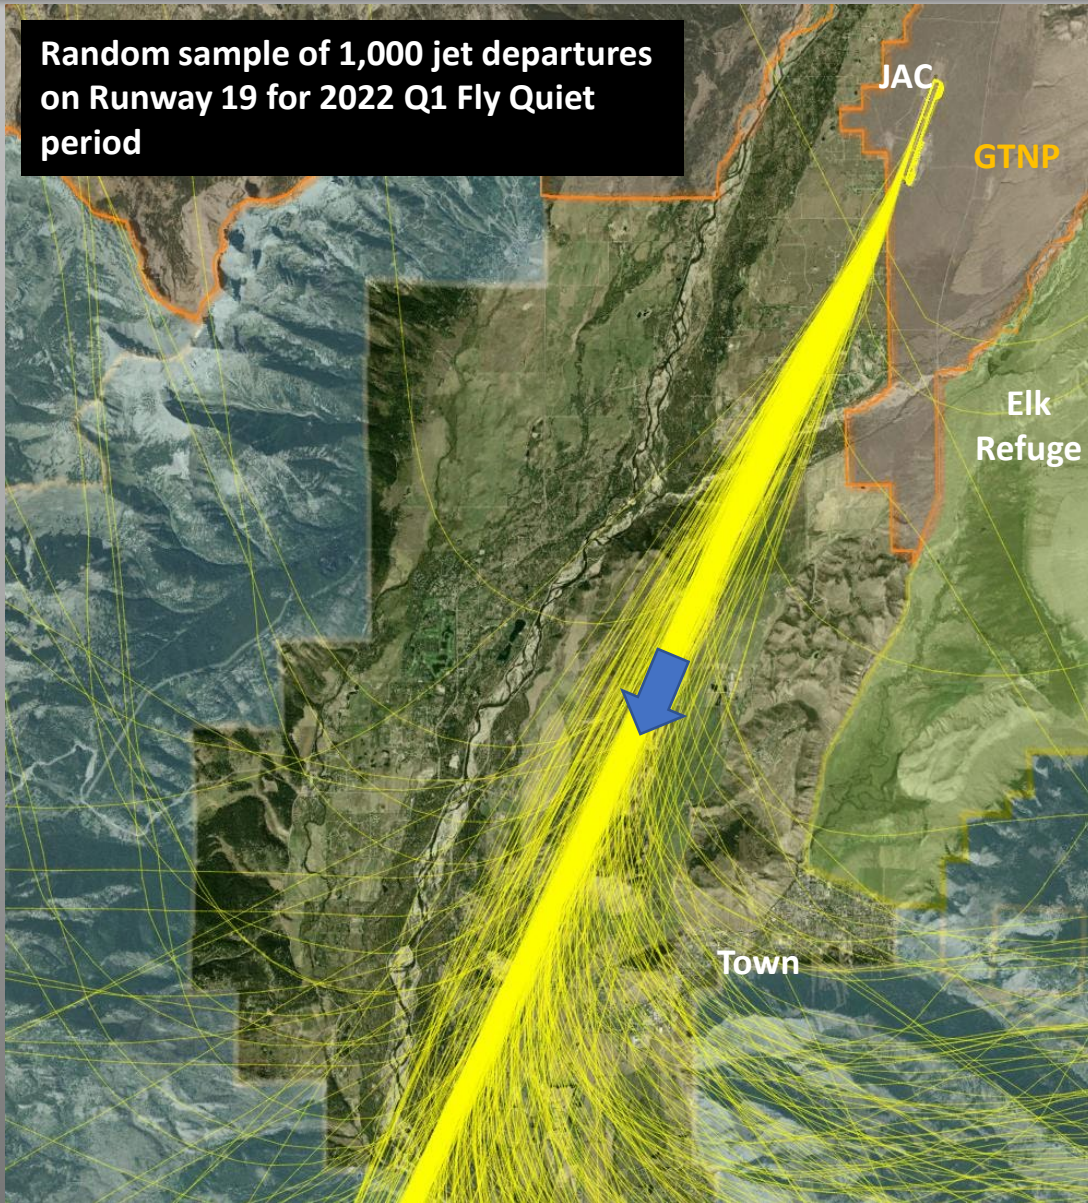 Random sample of 1,000 jet departures
on Runway 19 for 2022 Q1 Fly Quiet
period
JAC
GTNP
Elk
Refuge
Town